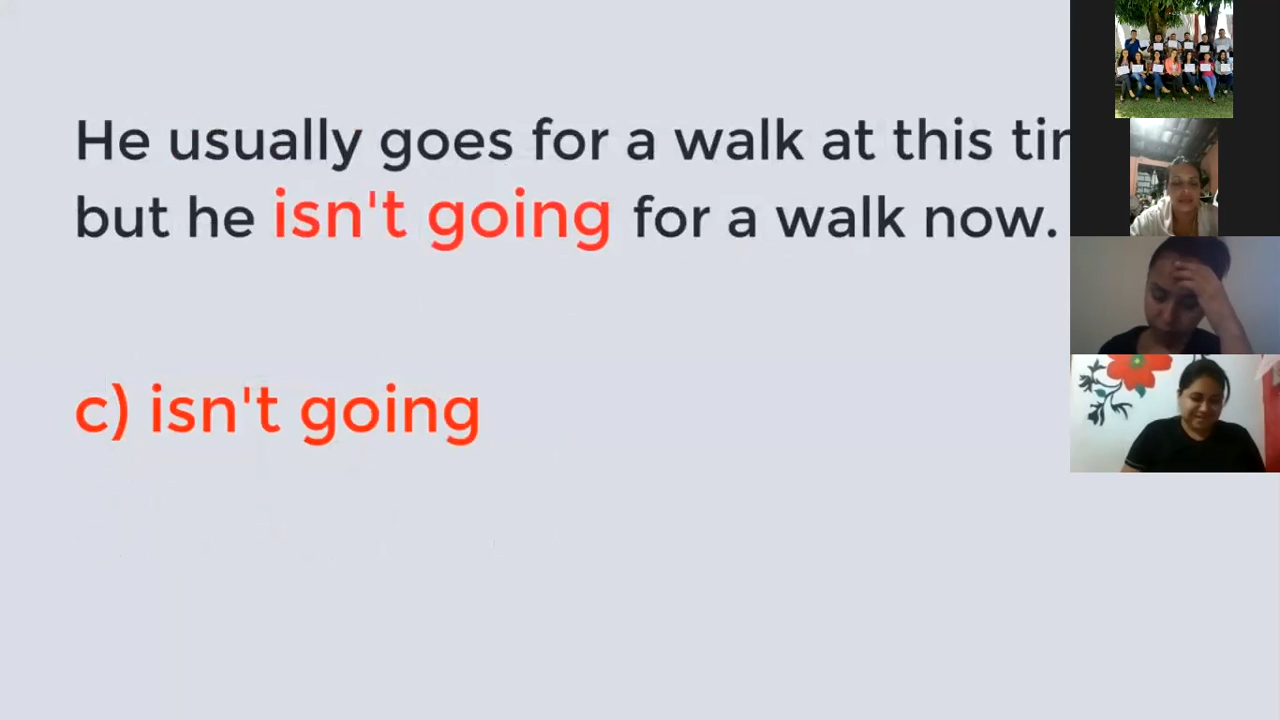 He usually goes for a walk at this
but he isn't going for a walk now.
c) isn't going